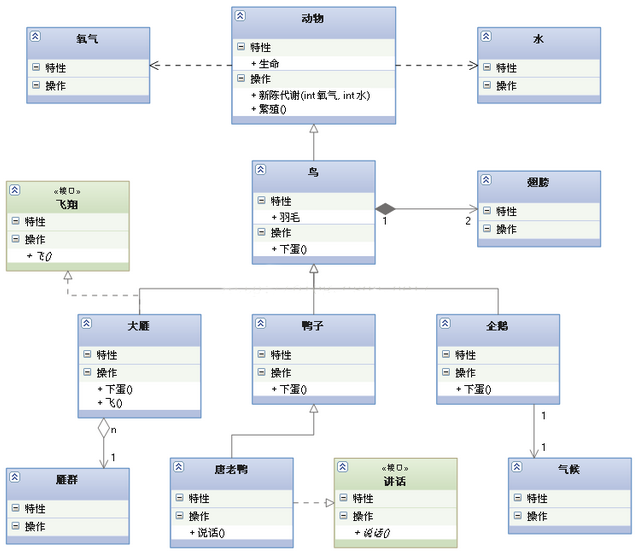 氧气
特性
操作
动物
特性
+ 生命
操作
+ 新陈代谢(int 氧气, int 水)
+ 繁殖()
水
特性
操作
«接口»
飞翔
特性
操作
+ 飞()
鸟
特性
+ 羽毛
操作
+ 下蛋()
1
2
翅膀
特性
操作
大雁
特性
操作
+ 下蛋()
+ 飞()
鸭子
特性
操作
+ 下蛋()
企鹅
特性
操作
+ 下蛋()
n
1
1
1
雁群
特性
操作
唐老鸭
特性
操作
+ 说话()
«接口»
讲话
特性
操作
+ 说话()
气候
特性
操作